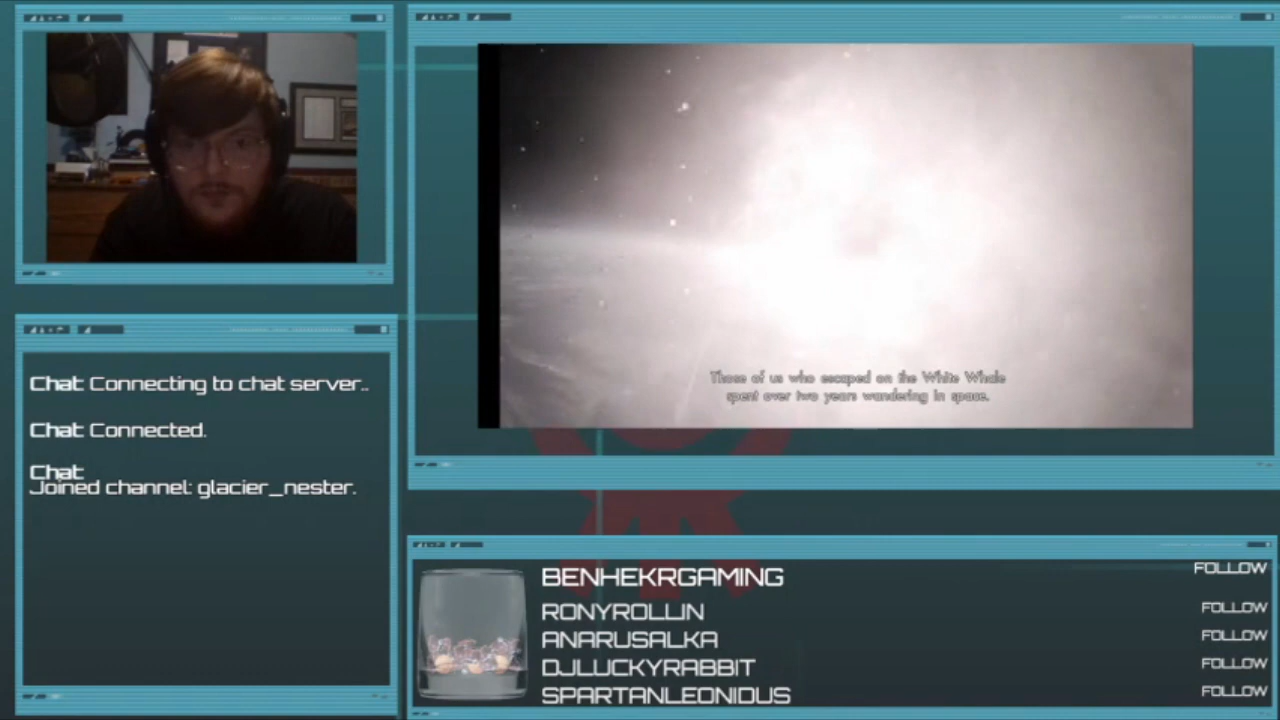 Chat: Connecting to chat server..
Chat: Connected.
Chat:
Joined channel: glacier_nester.
Those of us who escaped on the White Whale
spent over two years wandering in space.
BENHEKRGAMING FOLLOW
RONYROLLIN FOLLOW
ANARUSALKA FOLLOW
DJLUCKYRABBIT FOLLOW
SPARTANLEONIDUS FOLLOW